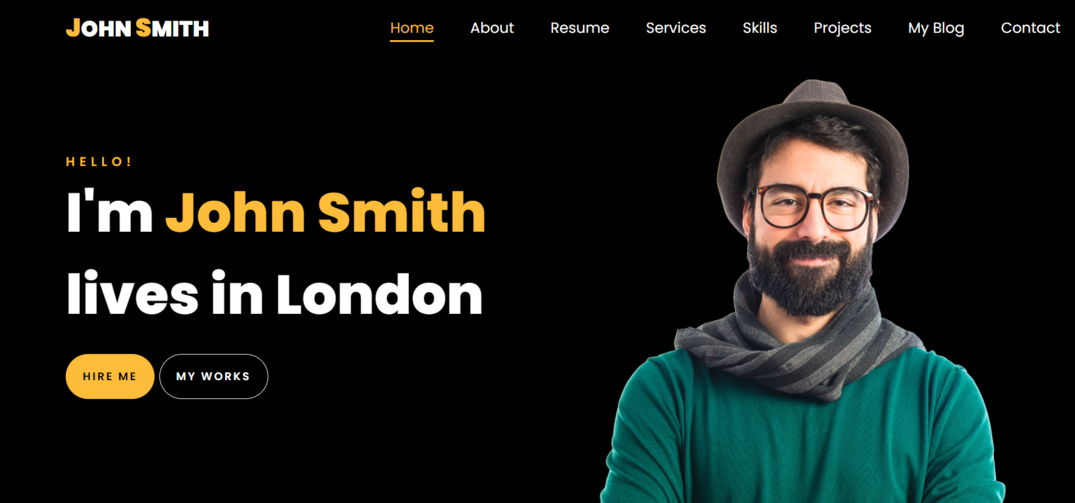 JOHN SMITH
Home About Resume Services Skills Projects My Blog Contact
HELLO!
I'm John Smith
lives in London
HIRE ME MY WORKS